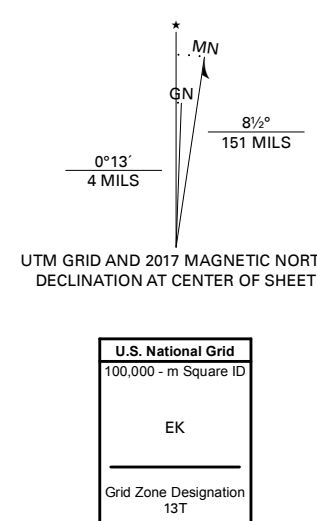 ★
MN
GN
8½°
151 MILS
0°13´
4 MILS
UTM GRID AND 2017 MAGNETIC NORT
DECLINATION AT CENTER OF SHEET
U.S. National Grid
100,000 - m Square ID
EK
Grid Zone Designation
13T